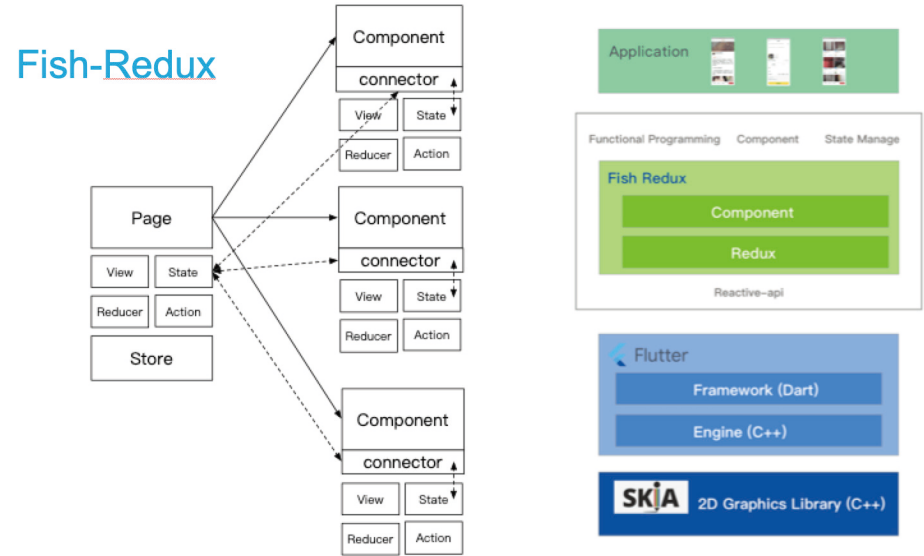 Fish-Redux
Page
View
State
Reducer
Action
Store
Component
connector
View
State
Reducer
Action
Component
connector
View
State
Reducer
Action
Component
connector
View
State
Reducer
Action
Application
Functional Programming
Component
State Manage
Fish Redux
Component
Redux
Reactive-api
Flutter
Framework (Dart)
Engine (C++)
SKiA
2D Graphics Library (C++)